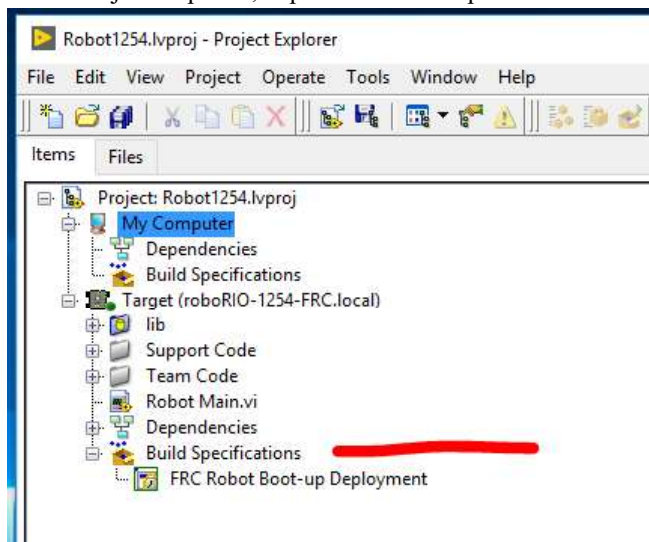 Robot1254.lvproj - Project Explorer
File Edit View Project Operate Tools Window Help
Items Files
Project: Robot1254.lvproj
My Computer
Dependencies
Build Specifications
Target (roboRIO-1254-FRC.local)
lib
Support Code
Team Code
Robot Main.vi
Dependencies
Build Specifications
FRC Robot Boot-up Deployment